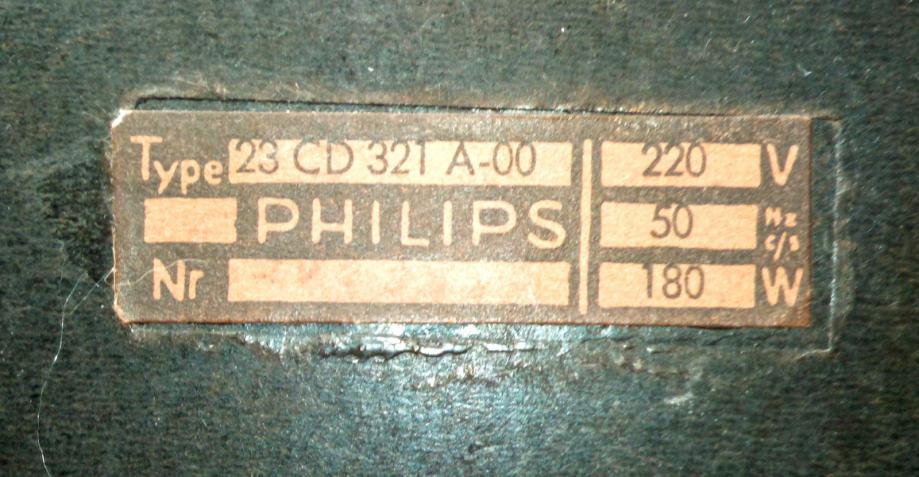 Type 23 CD 321 A-00 220 V
PHILIPS 50 Hz c/s
Nr 180 W